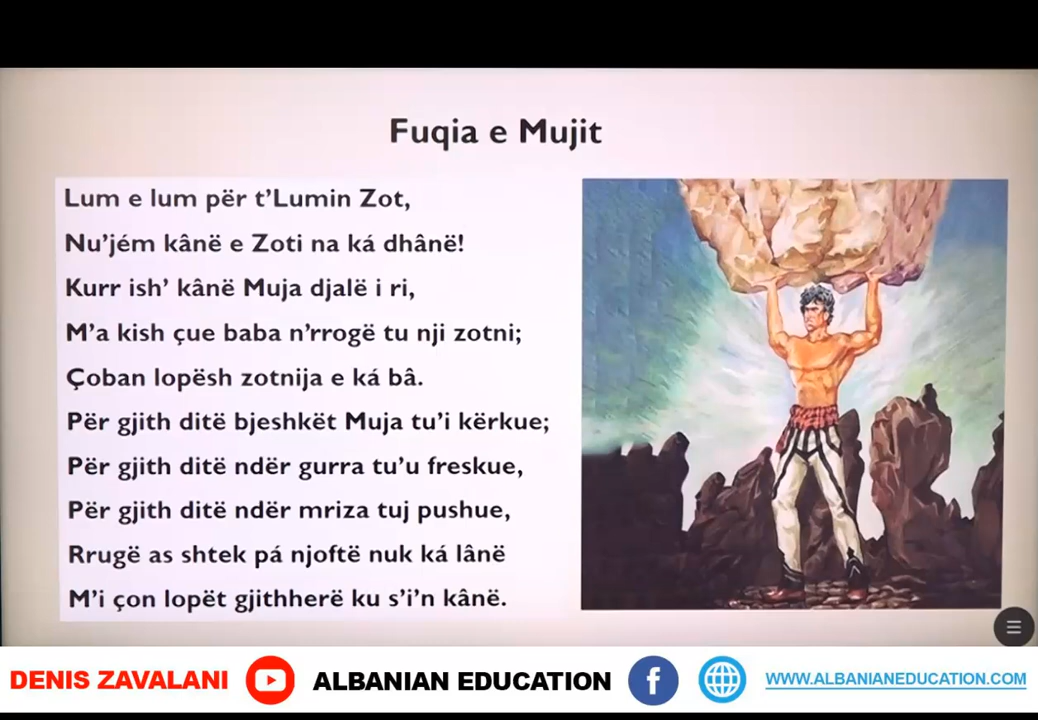 Fuqia e Mujit
Lum e lum për t’Lumin Zot,
Nu’jém kânë e Zoti na ká dhânë!
Kurr ish’ kânë Muja djalë i ri,
M’a kish çue baba n’rrogë tu nji zotni;
Çoban lopësh zotnija e ká bâ.
Për gjith ditë bjeshkët Muja tu’i kërkue;
Për gjith ditë ndër gurra tu’u freskue,
Për gjith ditë ndër mriza tuj pushue,
Rrugë as shtek pá njoftë nuk ká lânë
M’i çon lopët gjithherë ku s’i’n kânë.
DENIS ZAVALANI ALBANIAN EDUCATION f WWW.ALBANIANEDUCATION.COM